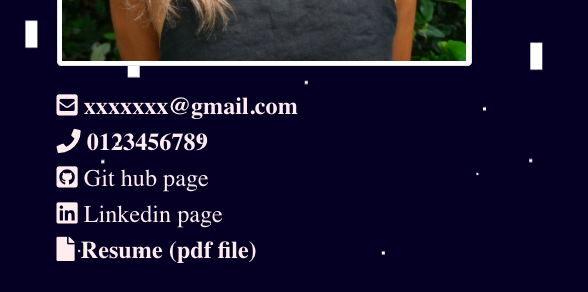 xxxxxxx@gmail.com
0123456789
Git hub page
Linkedin page
Resume (pdf file)